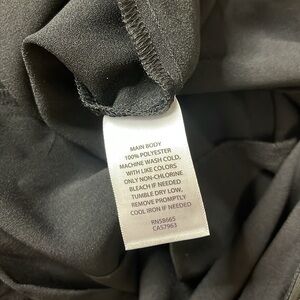 MAIN BODY
100% POLYESTER
MACHINE WASH COLD,
WITH LIKE COLORS
ONLY NON-CHLORINE
BLEACH IF NEEDED
TUMBLE DRY LOW,
REMOVE PROMPTLY
COOL IRON IF NEEDED
RN58665
CA57963